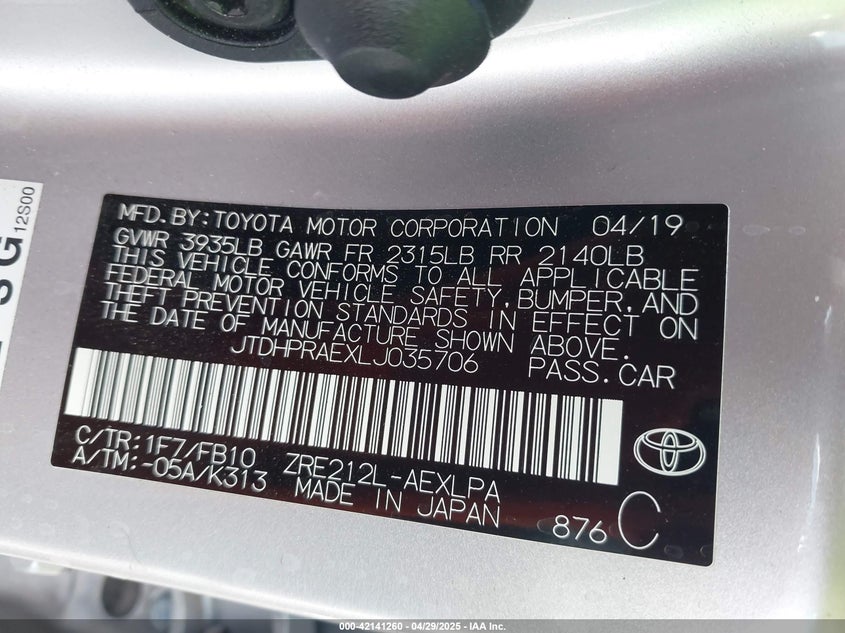 MFD.BY:TOYOTA MOTOR CORPORATION 04/19
GVWR 3935LB GAWR FR 2315LB RR 2140LB
THIS VEHICLE CONFORMS TO ALL APPLICABLE
FEDERAL MOTOR VEHICLE SAFETY,BUMPER,AND
THEFT PREVENTION STANDARDS IN EFFECT ON
THE DATE OF MANUFACTURE SHOWN ABOVE.
JTDHPRAEXLJ035706 PASS.CAR
C/TR:1F7/FB10 ZRE212L-AEXLPA
A/TM:-05A/K313 MADE IN JAPAN
876 C
12S00
000-42141260 - 04/29/2025 - IAA Inc.